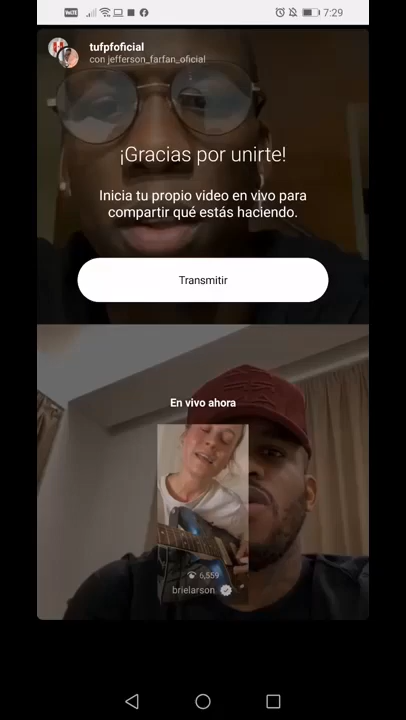 VoLTE
7:29
tufpfoficial
con jefferson_farfan_oficial
¡Gracias por unirte!
Inicia tu propio video en vivo para
compartir qué estás haciendo.
Transmitir
En vivo ahora
6,559
brielarson